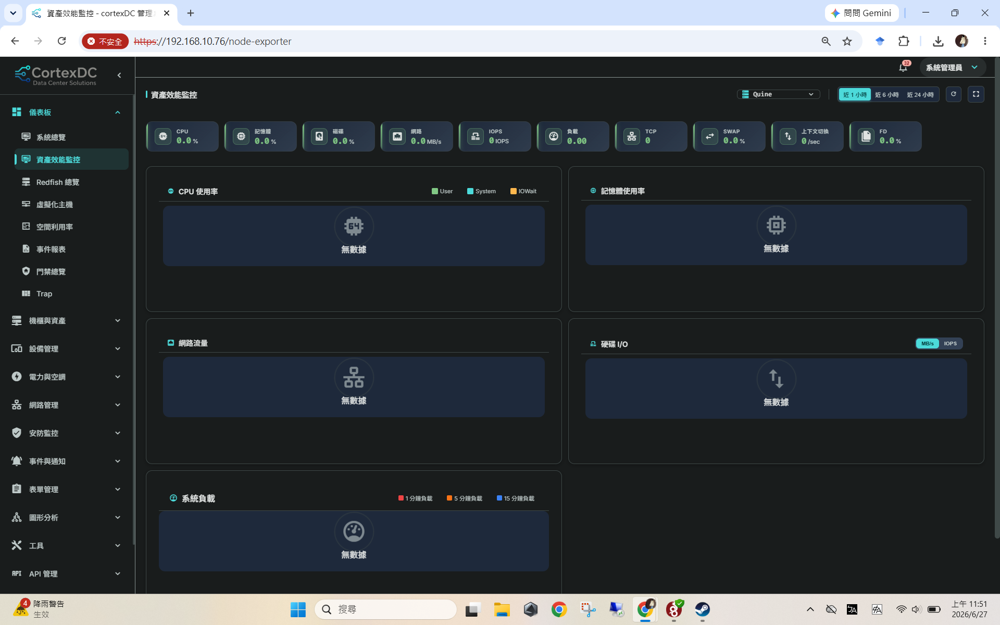 資產效能監控 - cortexDC 管理
問問 Gemini
不安全
https://192.168.10.76/node-exporter
CortexDC
Data Center Solutions
32
系統管理員
儀表板
系統總覽
資產效能監控
Redfish 總覽
虛擬化主機
空間利用率
事件報表
門禁總覽
Trap
機櫃與資產
設備管理
電力與空調
網路管理
安防監控
事件與通知
表單管理
圖形分析
工具
API API 管理
資產效能監控
Quine
近 1 小時 近 6 小時 近 24 小時
64
CPU
0.0 %
記憶體
0.0 %
磁碟
0.0 %
網路
0.0 MB/s
IOPS
0 IOPS
負載
0.00
TCP
0
SWAP
0.0 %
上下文切換
0 /sec
FD
0.0 %
CPU 使用率
User System IOWait
64
無數據
記憶體使用率
無數據
網路流量
無數據
硬碟 I/O
MB/s IOPS
無數據
系統負載
1 分鐘負載 5 分鐘負載 15 分鐘負載
無數據
4
降雨警告
生效
搜尋
上午 11:51
2026/6/27